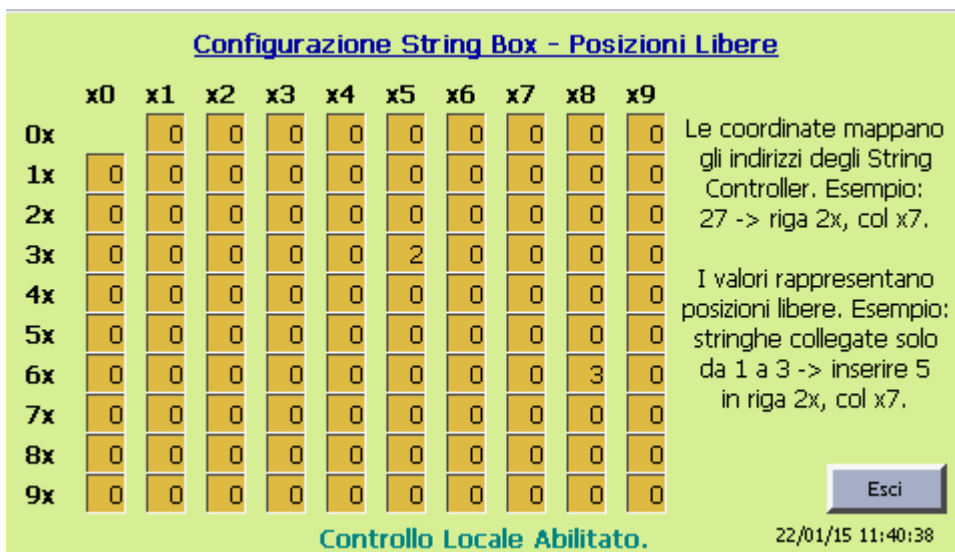 Configurazione String Box - Posizioni Libere
x0 x1 x2 x3 x4 x5 x6 x7 x8 x9
0x 0 0 0 0 0 0 0 0 0
1x 0 0 0 0 0 0 0 0 0 0
2x 0 0 0 0 0 0 0 0 0 0
3x 0 0 0 0 0 2 0 0 0 0
4x 0 0 0 0 0 0 0 0 0 0
5x 0 0 0 0 0 0 0 0 0 0
6x 0 0 0 0 0 0 0 0 3 0
7x 0 0 0 0 0 0 0 0 0 0
8x 0 0 0 0 0 0 0 0 0 0
9x 0 0 0 0 0 0 0 0 0 0
Le coordinate mappano
gli indirizzi degli String
Controller. Esempio:
27 -> riga 2x, col x7.
I valori rappresentano
posizioni libere. Esempio:
stringhe collegate solo
da 1 a 3 -> inserire 5
in riga 2x, col x7.
Esci
Controllo Locale Abilitato.
22/01/15 11:40:38